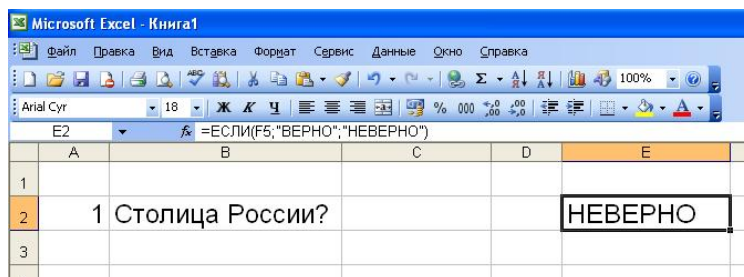 Microsoft Excel - Книга1
Файл Правка Вид Вставка Формат Сервис Данные Окно Справка
100%
Arial Cyr 18 Ж К Ч % 000
E2 fx =ЕСЛИ(F5;"ВЕРНО";"НЕВЕРНО")
A B C D E
1
2 1 Столица России? НЕВЕРНО
3